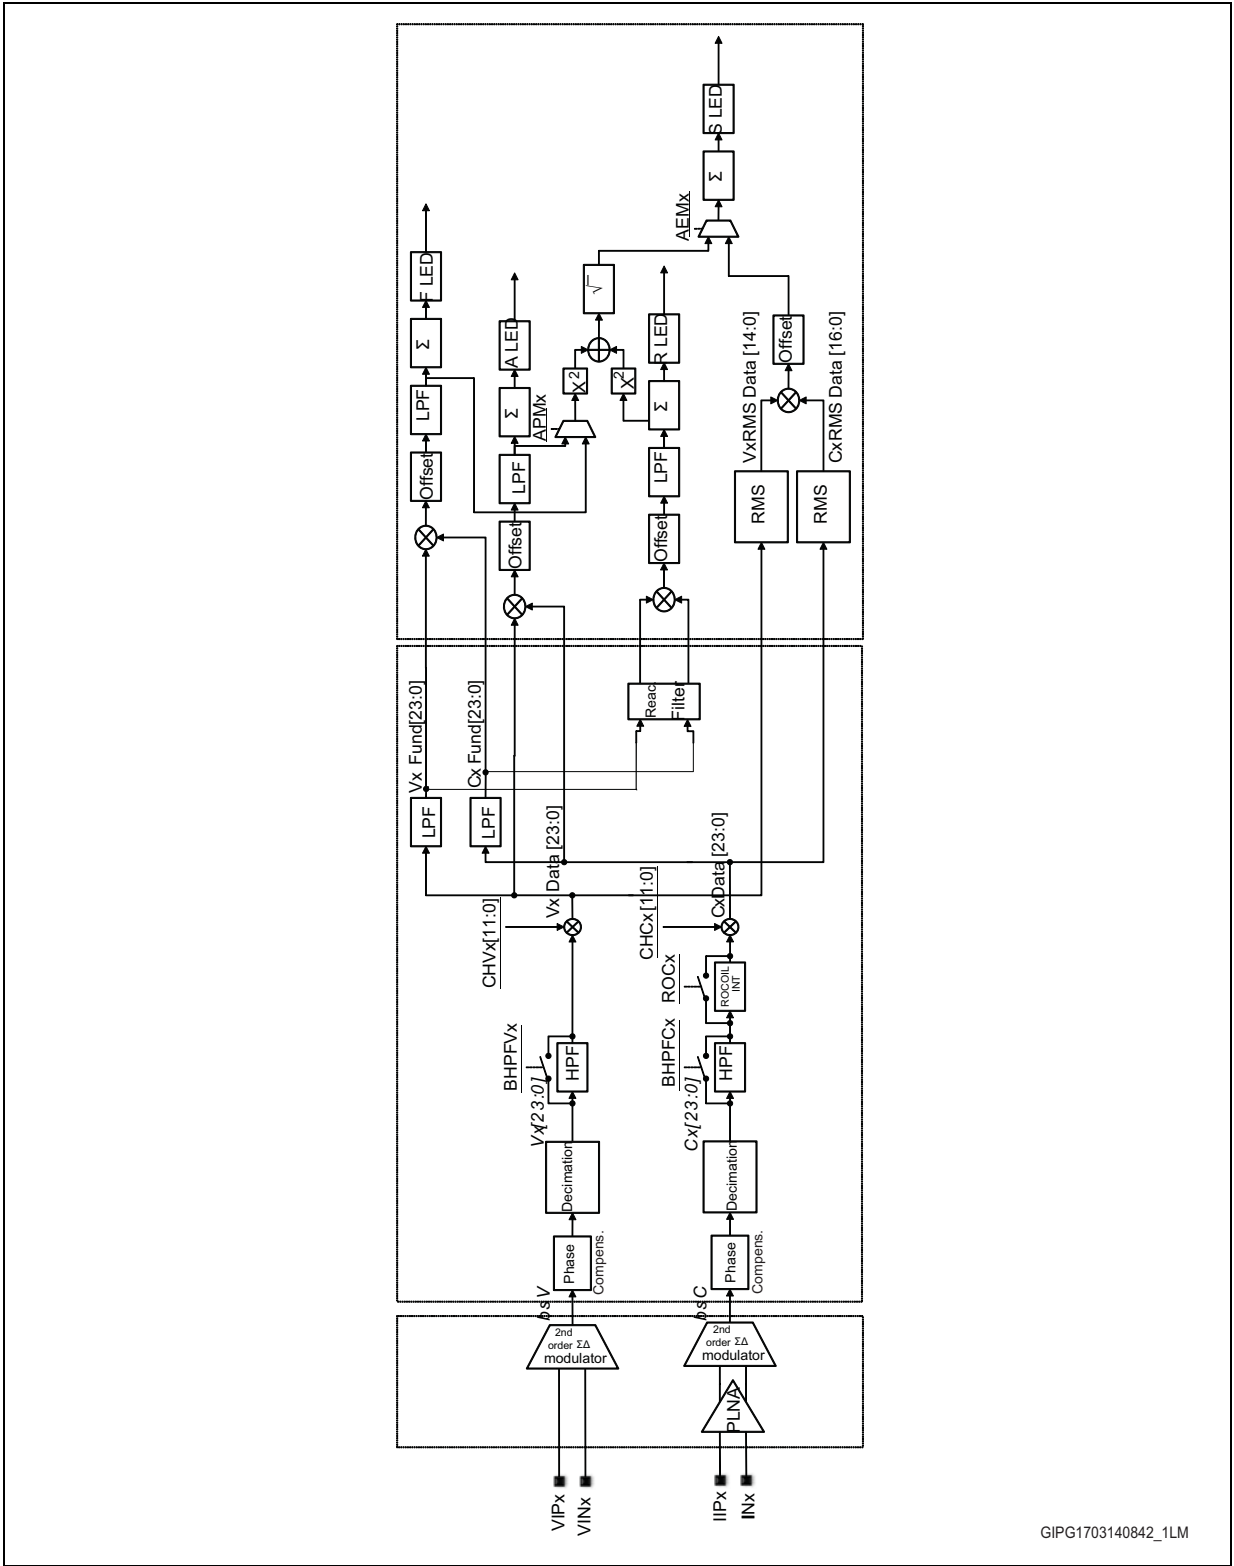 S LED
Σ
AEMx
F LED
Σ
LPF
Offset
A LED
Σ
APMx
LPF
Offset
√
X²
X²
R LED
Σ
LPF
Offset
Offset
VxRMS Data [14:0]
CxRMS Data [16:0]
RMS
RMS
Vx Fund[23:0]
Cx Fund[23:0]
Reac.
Filter
LPF
LPF
Vx Data [23:0]
CxData [23:0]
CHVx[11:0]
CHCx[11:0]
ROCx
ROCOIL
INT
BHPFVx
HPF
BHPFCx
HPF
Vx[23:0]
Cx[23:0]
Decimation
Decimation
Phase
Compens.
Phase
Compens.
bsV
bsC
2nd
order ΣΔ
modulator
2nd
order ΣΔ
modulator
PLNA
VIPx
VINx
IIPx
INx
GIPG1703140842_1LM